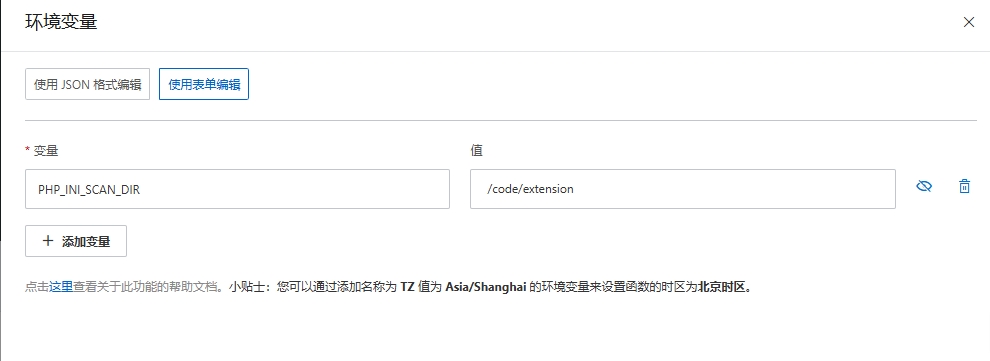 环境变量
使用 JSON 格式编辑 使用表单编辑
* 变量 值
PHP_INI_SCAN_DIR /code/extension
添加变量
点击这里查看关于此功能的帮助文档。小贴士：您可以通过添加名称为 TZ 值为 Asia/Shanghai 的环境变量来设置函数的时区为北京时区。